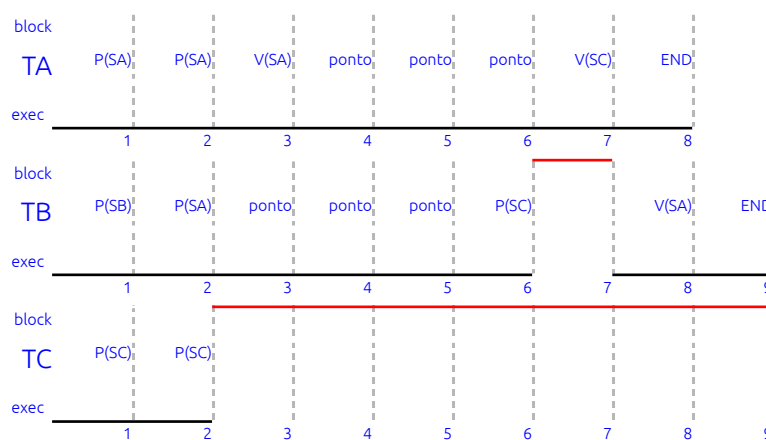 block
TA P(SA) P(SA) V(SA) ponto ponto ponto V(SC) END
exec
1 2 3 4 5 6 7 8
block
TB P(SB) P(SA) ponto ponto ponto P(SC) V(SA) END
exec
1 2 3 4 5 6 7 8 9
block
TC P(SC) P(SC)
exec
1 2 3 4 5 6 7 8 9